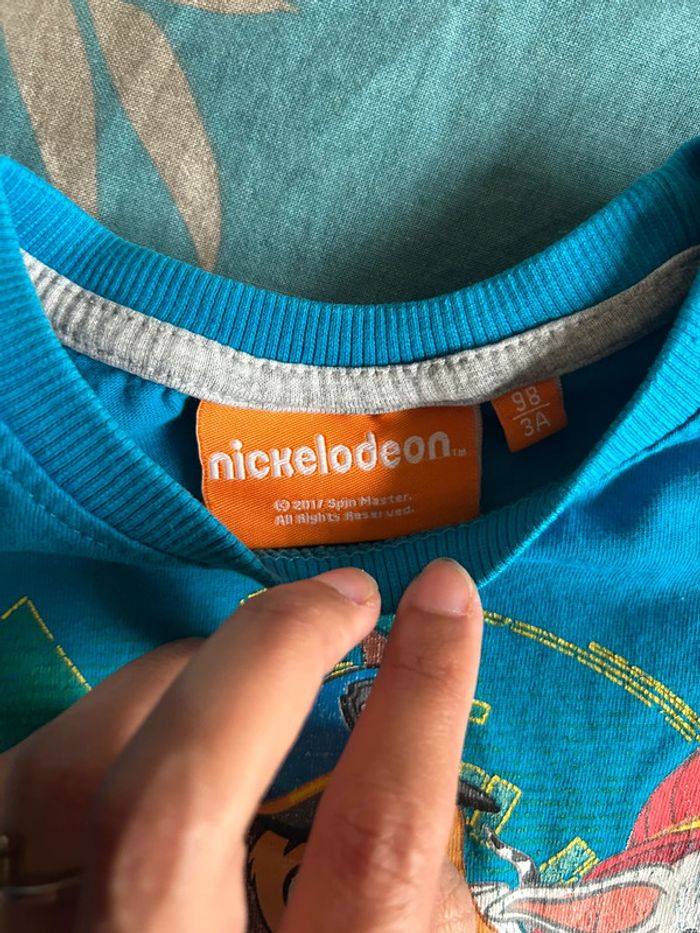 nickelodeon™
© 2017 Spin Master.
All Rights Reserved.
98
3A